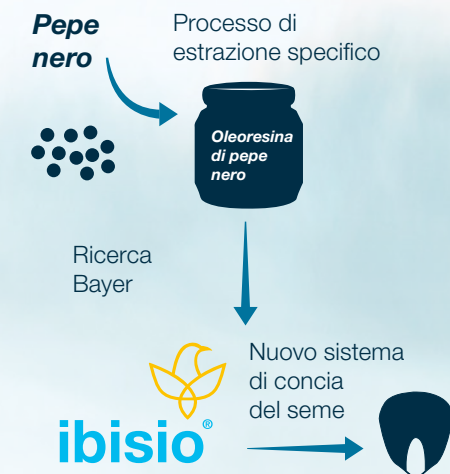 Pepe
nero
Processo di
estrazione specifico
Oleoresina
di pepe
nero
Ricerca
Bayer
Nuovo sistema
di concia
del seme
ibisio®